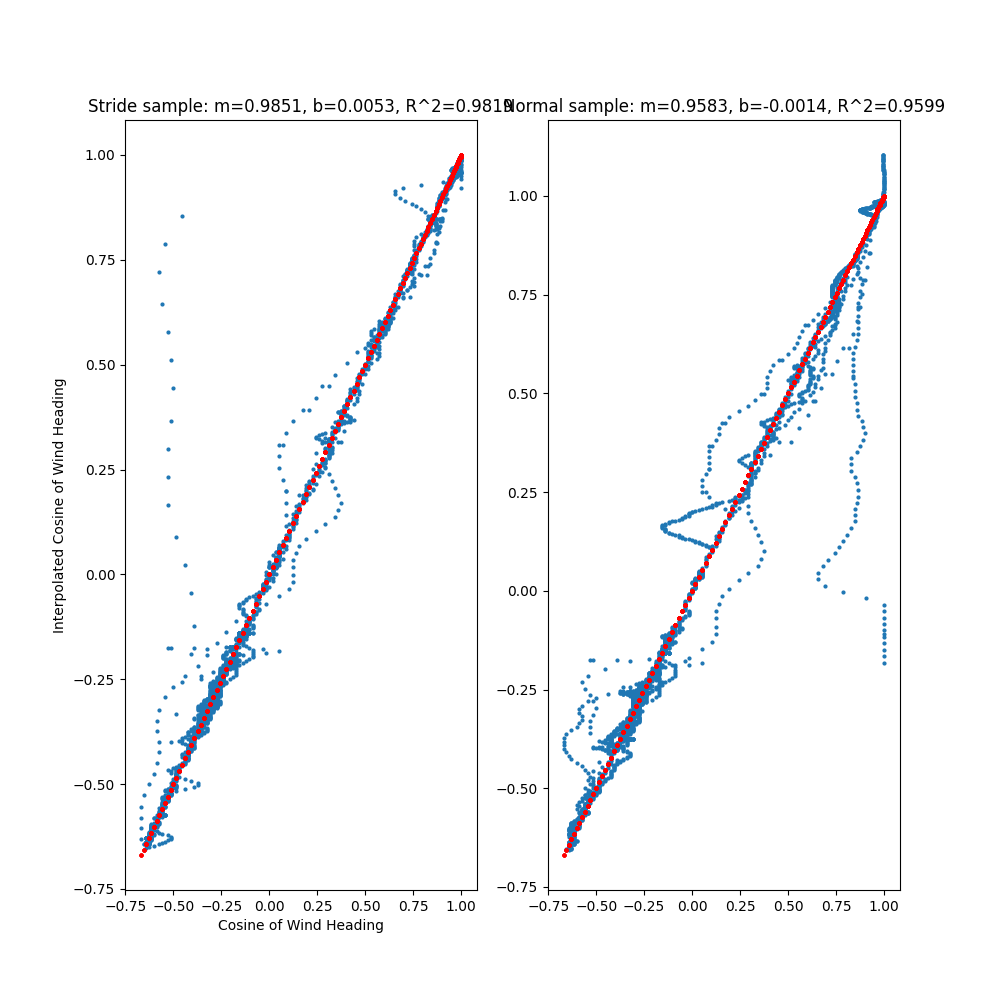 Stride sample: m=0.9851, b=0.0053, R^2=0.9819
Normal sample: m=0.9583, b=-0.0014, R^2=0.9599
1.00
0.75
0.50
0.25
0.00
−0.25
−0.50
−0.75
Interpolated Cosine of Wind Heading
−0.75 −0.50 −0.25 0.00 0.25 0.50 0.75 1.00
Cosine of Wind Heading
1.00
0.75
0.50
0.25
0.00
−0.25
−0.50
−0.75
−0.75 −0.50 −0.25 0.00 0.25 0.50 0.75 1.00